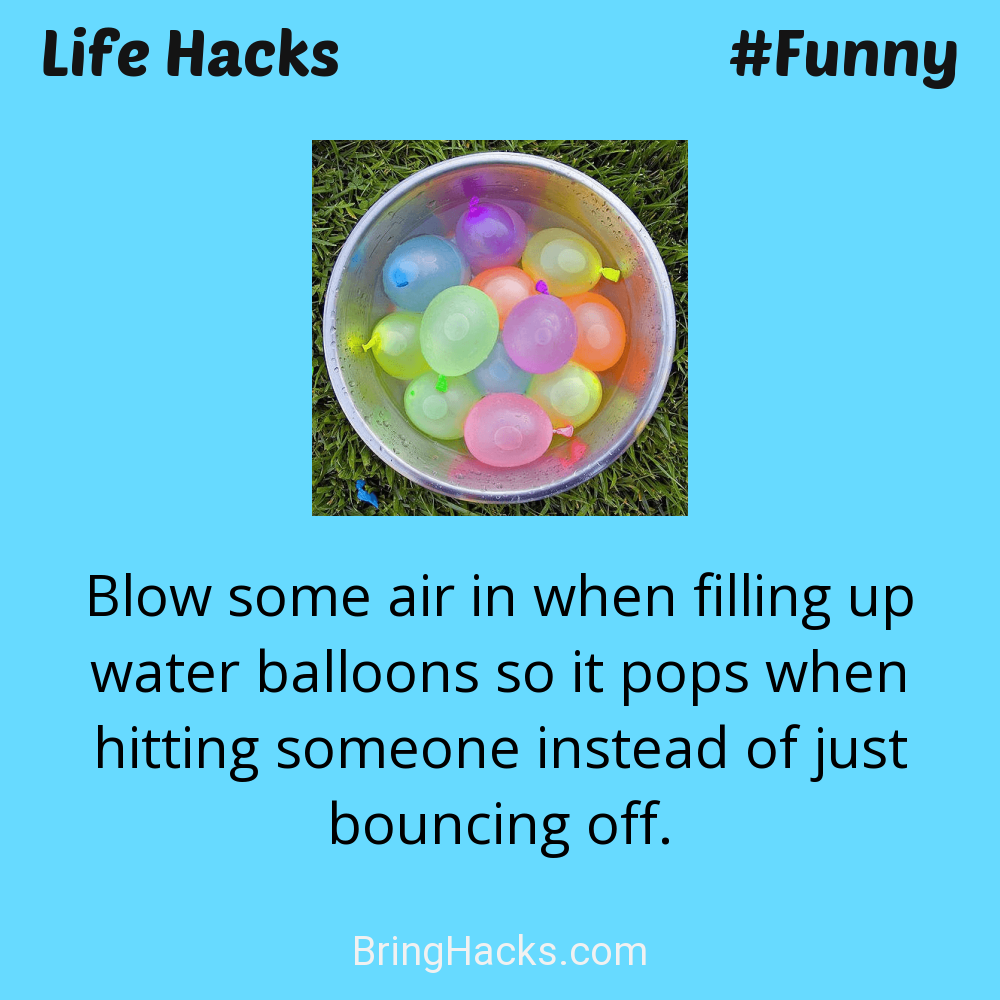 Life Hacks
#Funny
Blow some air in when filling up
water balloons so it pops when
hitting someone instead of just
bouncing off.
BringHacks.com